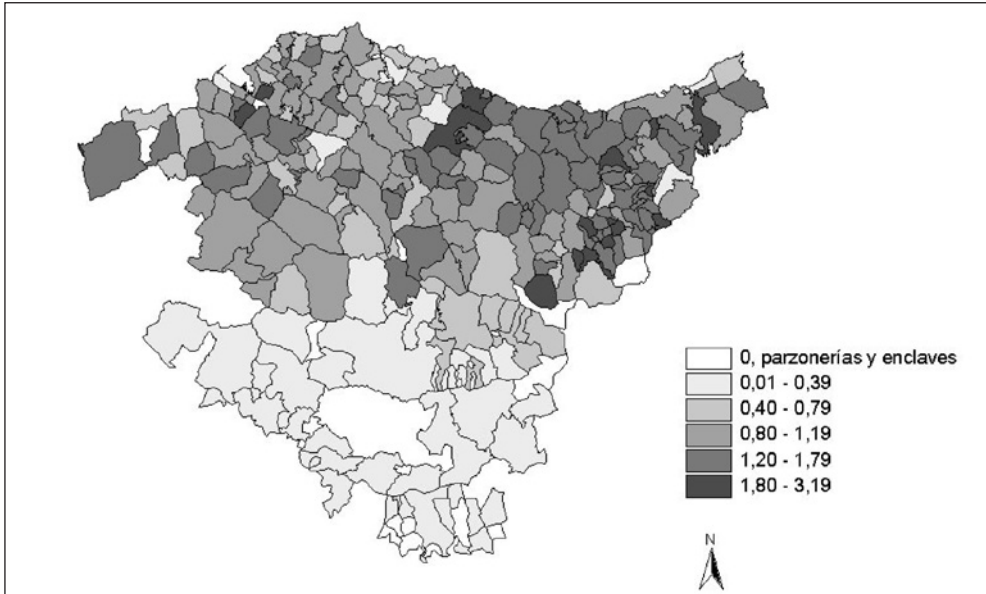 0, parzonerías y enclaves
0,01 - 0,39
0,40 - 0,79
0,80 - 1,19
1,20 - 1,79
1,80 - 3,19
N